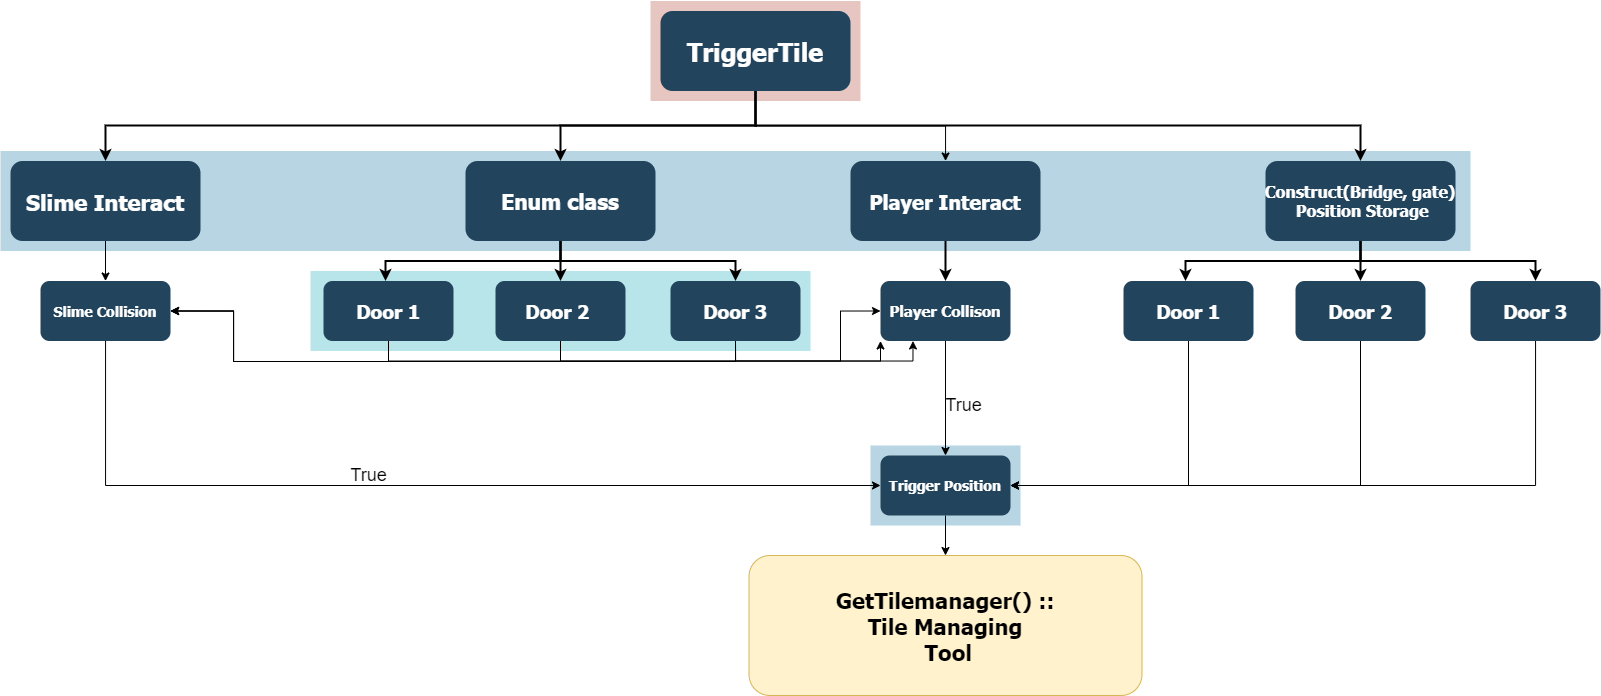 TriggerTile
Slime Interact
Enum class
Player Interact
Construct(Bridge, gate)
Position Storage
Slime Collision
Door 1
Door 2
Door 3
Player Collison
Door 1
Door 2
Door 3
True
True
Trigger Position
GetTilemanager() ::
Tile Managing
Tool